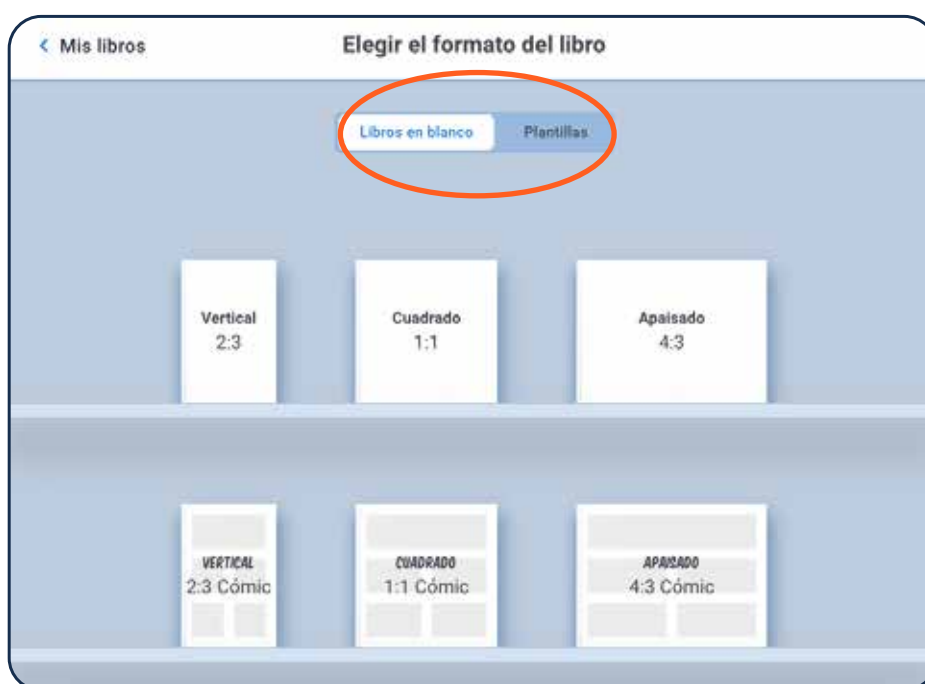 Mis libros
Elegir el formato del libro
Libros en blanco
Plantillas
Vertical
2:3
Cuadrado
1:1
Apaisado
4:3
VERTICAL
2:3 Cómic
CUADRADO
1:1 Cómic
APAISADO
4:3 Cómic